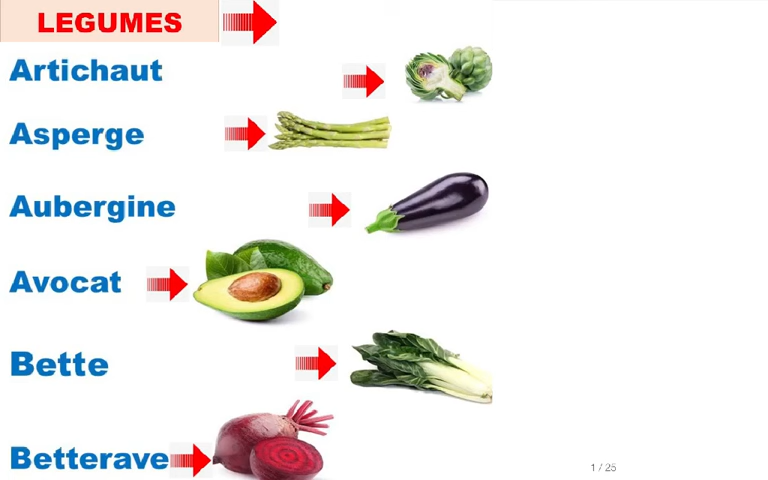 LEGUMES
Artichaut
Asperge
Aubergine
Avocat
Bette
Betterave
1 / 25